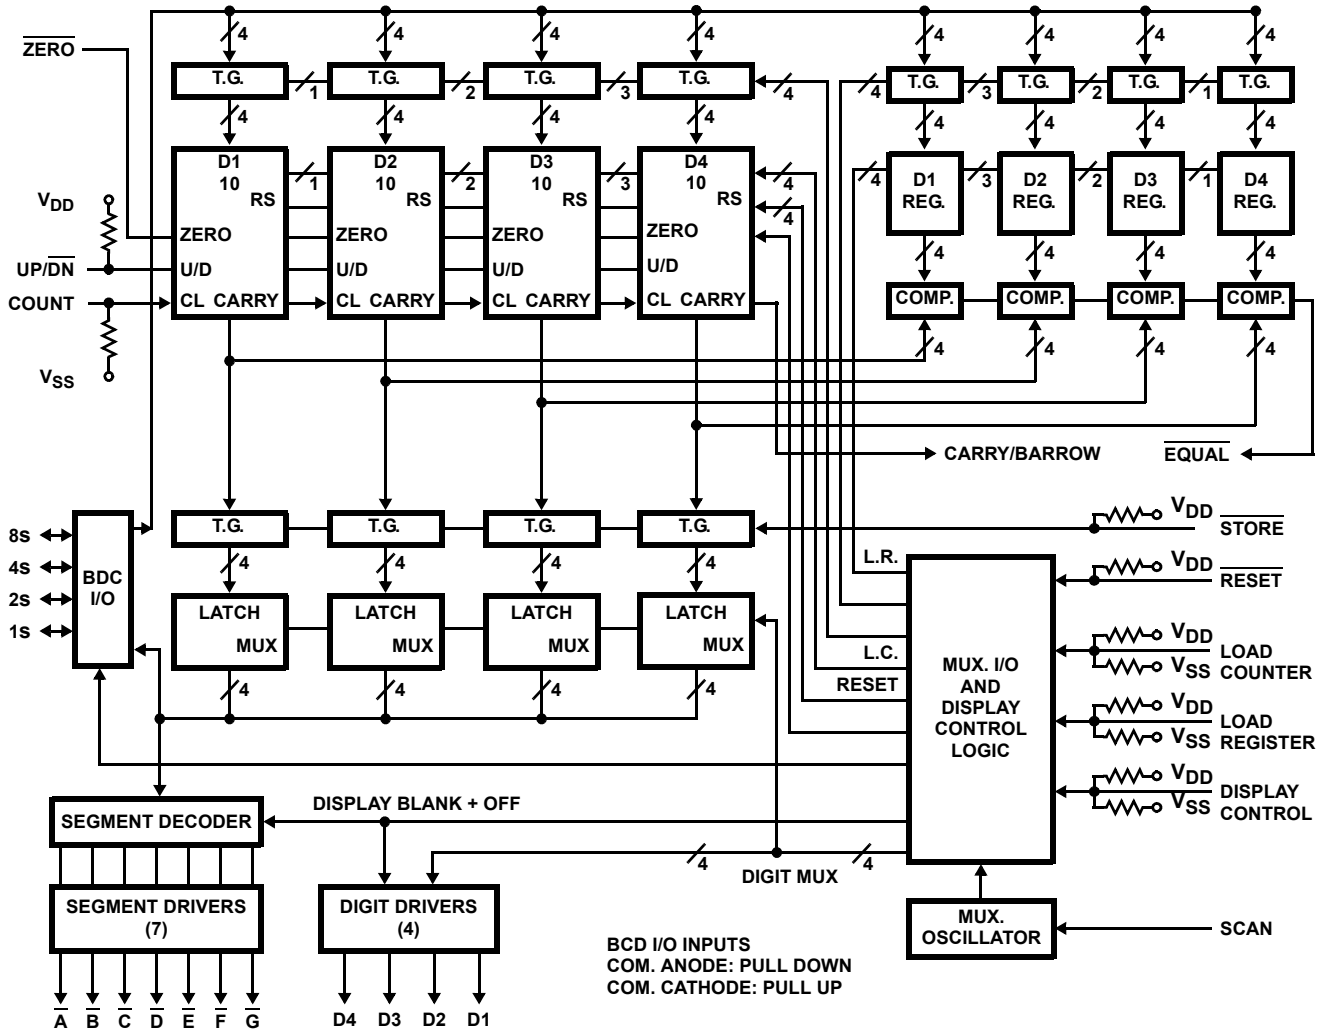 4 4 4 4 4 4 4 4
ZERO
T.G. T.G. T.G. T.G. T.G. T.G. T.G. T.G.
1 2 3 4 4 3 2 1
4 4 4 4 4 4 4 4
D1 10 RS ZERO U/D CL CARRY
D2 10 RS ZERO U/D CL CARRY
D3 10 RS ZERO U/D CL CARRY
D4 10 RS ZERO U/D CL CARRY
1 2 3 4 4
4 3 2 1
D1 REG.
D2 REG.
D3 REG.
D4 REG.
VDD
UP/DN
COUNT
VSS
4 4 4 4
COMP. COMP. COMP. COMP.
4 4 4 4
CARRY/BARROW
EQUAL
8s
4s
2s
1s
BDC
I/O
T.G. T.G. T.G. T.G.
4 4 4 4
LATCH MUX
LATCH MUX
LATCH MUX
LATCH MUX
4 4 4 4
L.R.
L.C.
RESET
MUX. I/O
AND
DISPLAY
CONTROL
LOGIC
VDD
STORE
VDD
RESET
VDD
LOAD
VSS COUNTER
VDD
LOAD
VSS REGISTER
VDD
DISPLAY
VSS CONTROL
DISPLAY BLANK + OFF
SEGMENT DECODER
4 4
DIGIT MUX
SEGMENT DRIVERS
(7)
DIGIT DRIVERS
(4)
MUX.
OSCILLATOR
SCAN
BCD I/O INPUTS
COM. ANODE: PULL DOWN
COM. CATHODE: PULL UP
A B C D E F G
D4 D3 D2 D1